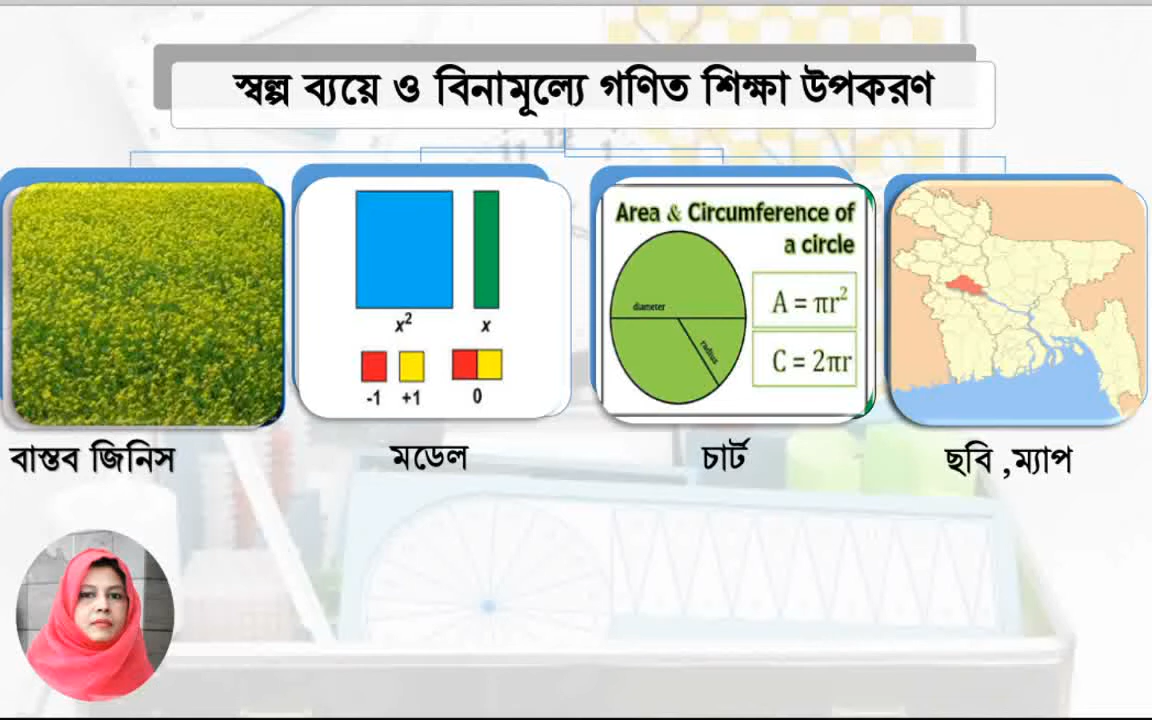 স্বল্প ব্যয়ে ও বিনামূল্যে গণিত শিক্ষা উপকরণ
x²
x
-1
+1
0
Area & Circumference of
a circle
diameter
radius
A = πr²
C = 2πr
বাস্তব জিনিস
মডেল
চার্ট
ছবি ,ম্যাপ